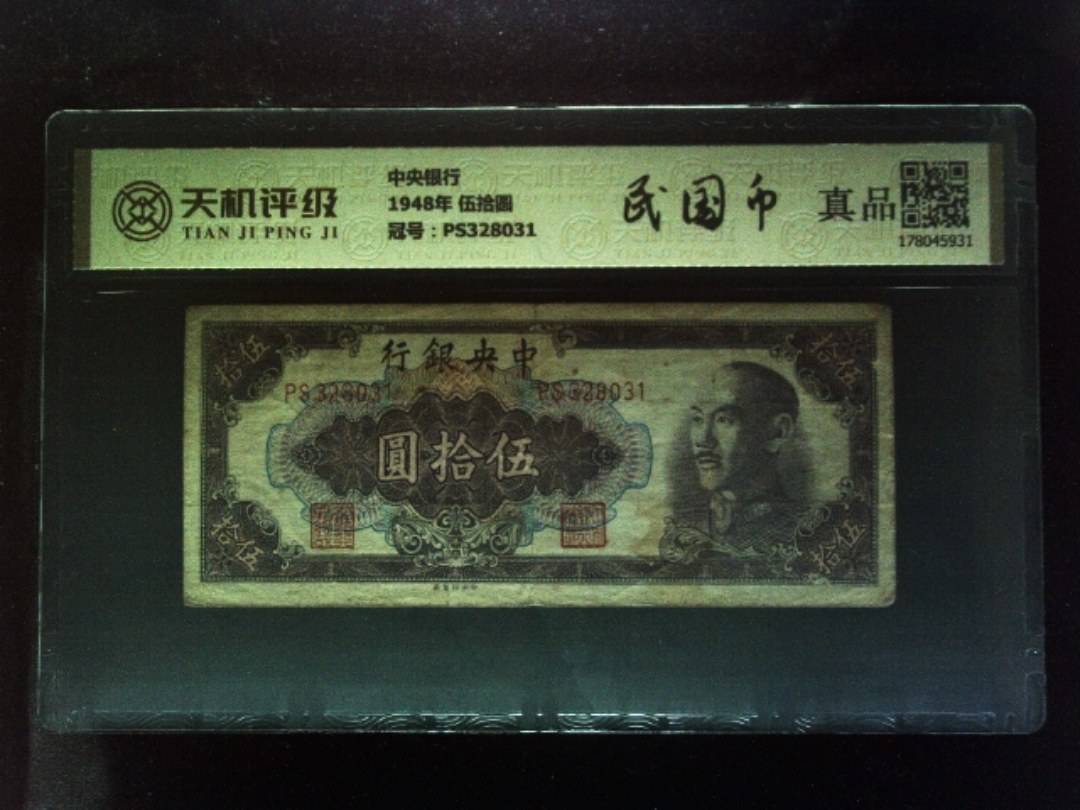 天机评级
TIAN JI PING JI
中央银行
1948年 伍拾圆
冠号：PS328031
民国币
真品
178045931
行銀央中
PS328031 PS328031
圓拾伍
拾伍
拾伍
拾伍
拾伍